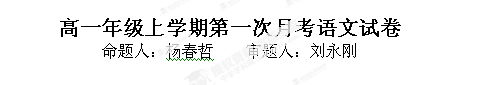 高一年级上学期第一次月考语文试卷
命题人：杨春哲 审题人：刘永刚